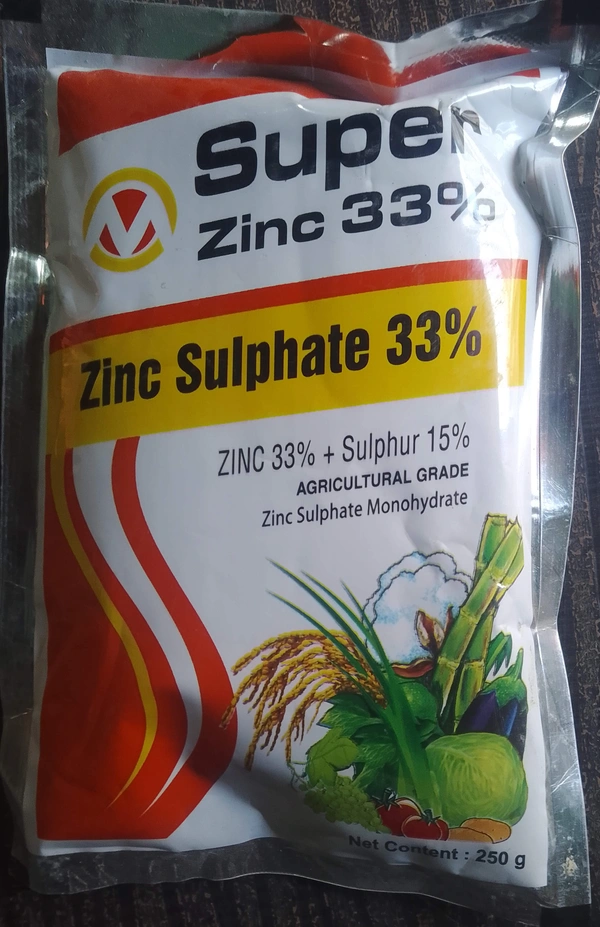 Super
Zinc 33%
Zinc Sulphate 33%
ZINC 33% + Sulphur 15%
AGRICULTURAL GRADE
Zinc Sulphate Monohydrate
Net Content : 250 g